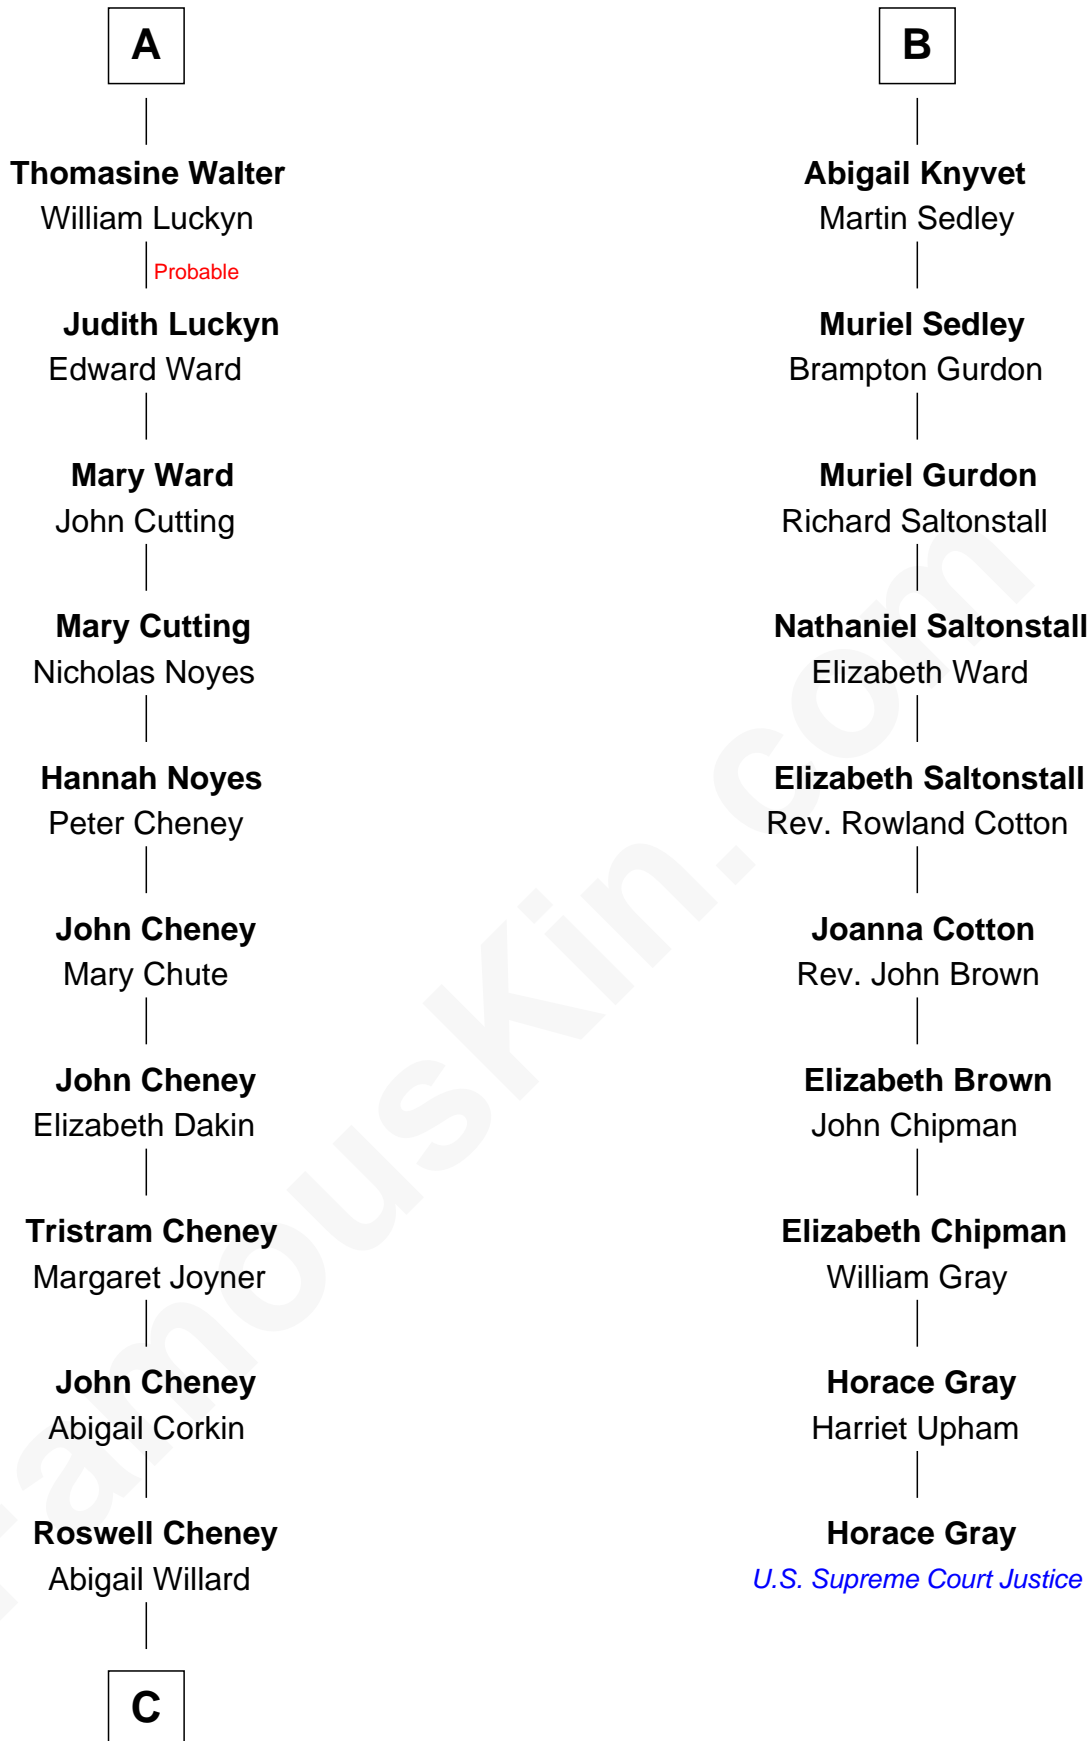 A
Thomasine Walter
William Luckyn
Probable
Judith Luckyn
Edward Ward
Mary Ward
John Cutting
Mary Cutting
Nicholas Noyes
Hannah Noyes
Peter Cheney
John Cheney
Mary Chute
John Cheney
Elizabeth Dakin
Tristram Cheney
Margaret Joyner
John Cheney
Abigail Corkin
Roswell Cheney
Abigail Willard
C
B
Abigail Knyvet
Martin Sedley
Muriel Sedley
Brampton Gurdon
Muriel Gurdon
Richard Saltonstall
Nathaniel Saltonstall
Elizabeth Ward
Elizabeth Saltonstall
Rev. Rowland Cotton
Joanna Cotton
Rev. John Brown
Elizabeth Brown
John Chipman
Elizabeth Chipman
William Gray
Horace Gray
Harriet Upham
Horace Gray
U.S. Supreme Court Justice
FamousKin.com